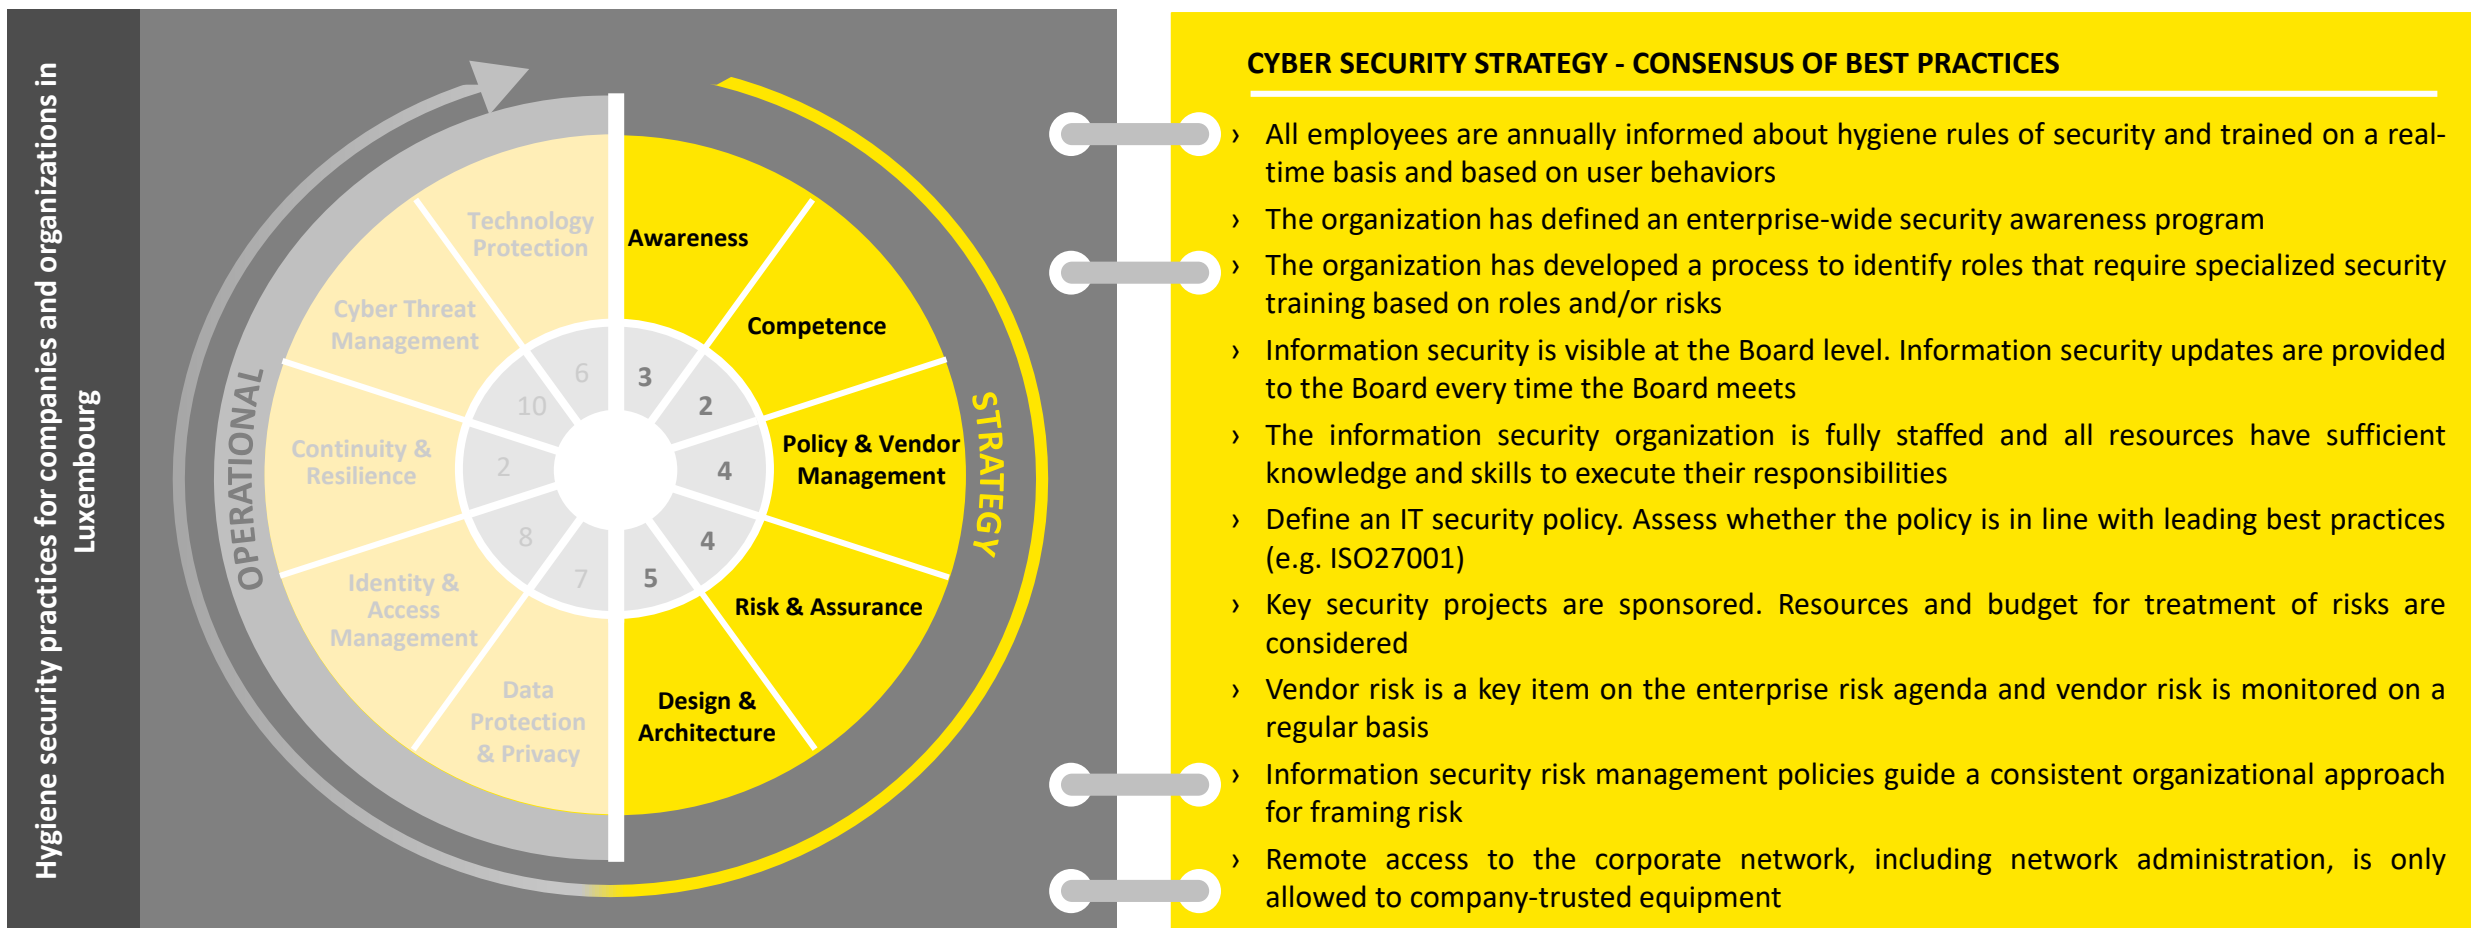 Hygiene security practices for companies and organizations in
Luxembourg
OPERATIONAL
STRATEGY
Technology
Protection
Cyber Threat
Management
Continuity &
Resilience
Identity &
Access
Management
Data
Protection
& Privacy
Awareness
Competence
Policy & Vendor
Management
Risk & Assurance
Design &
Architecture
6
10
2
8
7
3
2
4
4
5
CYBER SECURITY STRATEGY - CONSENSUS OF BEST PRACTICES
› All employees are annually informed about hygiene rules of security and trained on a real-
time basis and based on user behaviors
› The organization has defined an enterprise-wide security awareness program
› The organization has developed a process to identify roles that require specialized security
training based on roles and/or risks
› Information security is visible at the Board level. Information security updates are provided
to the Board every time the Board meets
› The information security organization is fully staffed and all resources have sufficient
knowledge and skills to execute their responsibilities
› Define an IT security policy. Assess whether the policy is in line with leading best practices
(e.g. ISO27001)
› Key security projects are sponsored. Resources and budget for treatment of risks are
considered
› Vendor risk is a key item on the enterprise risk agenda and vendor risk is monitored on a
regular basis
› Information security risk management policies guide a consistent organizational approach
for framing risk
› Remote access to the corporate network, including network administration, is only
allowed to company-trusted equipment